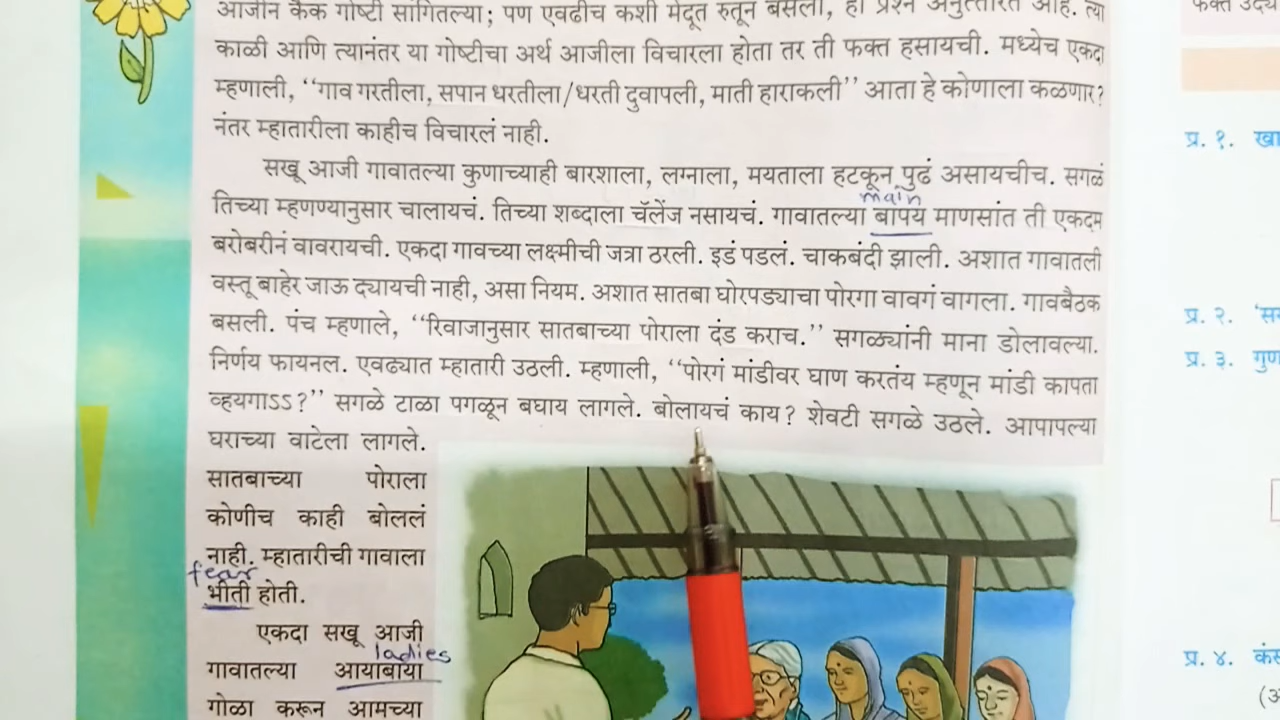 आजीने कैक गोष्टी सांगितल्या; पण एवढीच कशी मेंदूत रुतून बसली, हा प्रश्न अनुत्तरित आहे. त्या
काळी आणि त्यानंतर या गोष्टीचा अर्थ आजीला विचारला होता तर ती फक्त हसायची. मध्येच एकदा
म्हणाली, ‘‘गाव गरतीला, सपान धरतीला/धरती दुवापली, माती हाराकली’’ आता हे कोणाला कळणार?
नंतर म्हातारीला काहीच विचारलं नाही.
सखू आजी गावातल्या कुणाच्याही बारशाला, लग्नाला, मयताला हटकून पुढं असायचीच. सगळं
main
तिच्या म्हणण्यानुसार चालायचं. तिच्या शब्दाला चॅलेंज नसायचं. गावातल्या बापय माणसांत ती एकदम
बरोबरीनं वावरायची. एकदा गावच्या लक्ष्मीची जत्रा ठरली. इडं पडलं. चाकबंदी झाली. अशात गावातली
वस्तू बाहेर जाऊ द्यायची नाही, असा नियम. अशात सातबा घोरपड्याचा पोरगा वावगं वागला. गावबैठक
बसली. पंच म्हणाले, ‘‘रिवाजानुसार सातबाच्या पोराला दंड कराच.’’ सगळ्यांनी माना डोलावल्या.
निर्णय फायनल. एवढ्यात म्हातारी उठली. म्हणाली, ‘‘पोरगं मांडीवर घाण करतंय म्हणून मांडी कापता
व्हयगाऽऽ?’’ सगळे टाळा पगळून बघाय लागले. बोलायचं काय? शेवटी सगळे उठले. आपापल्या
घराच्या वाटेला लागले.
सातबाच्या पोराला
कोणीच काही बोललं
नाही. म्हातारीची गावाला
fear
भीती होती.
एकदा सखू आजी
ladies
गावातल्या आयाबाया
गोळा करून आमच्या
प्र. १.
प्र. २.
प्र. ३.
प्र. ४.